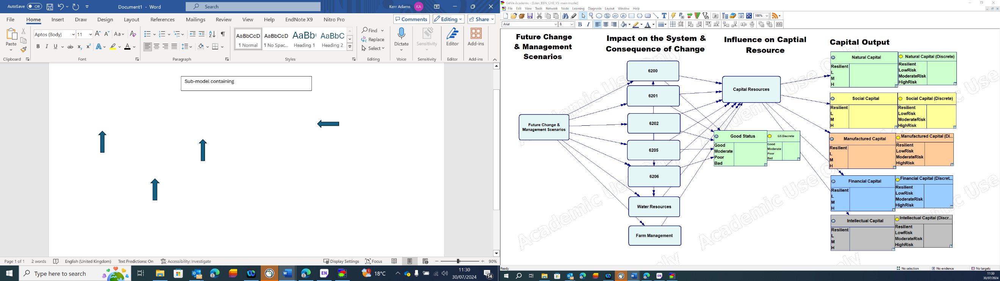 AutoSave Off
Document1 - Word
Search
Kerr Adams KA
File Home Insert Draw Design Layout References Mailings Review View Help EndNote X9 Nitro Pro
Comments Editing Share
Paste
Aptos (Body) 11
A A Aa A
B I U ab x2 x2 A A
AaBbCcD AaBbCcD AaBb( AaBbC
¶ Normal ¶ No Spac... Heading 1 Heading 2
Find
Replace
Select
Dictate Sensitivity Editor Add-ins
Clipboard Font Paragraph Styles Editing Voice Sensitivity Editor Add-ins
Sub-model containing
Page 1 of 1 2 words English (United Kingdom) Text Predictions: On Accessibility: Investigate Display Settings Focus 90%
Type here to search
18°C
11:30
30/07/2024
14
GeNIe Academic - [Eden_BBN_CH3_V5: main model]
File Edit View Tools Network Node Learning Diagnosis Layout Window Help
100%
Arial 8 B I
Future Change
& Management
Scenarios
Impact on the System &
Consequence of Change
Influence on Captial
Resource
Capital Output
Future Change &
Management Scenarios
6200
6201
6202
6205
6206
Water Resources
Farm Management
Capital Resources
Good Status
Good
Moderate
Poor
Bad
GS Discrete
Good
Moderate
Poor
Bad
Natural Capital
Resilient
L
M
H
Natural Capital (Discrete)
Resilient
LowRisk
ModerateRisk
HighRisk
Social Capital
Resilient
L
M
H
Social Capital (Discrete)
Resilient
LowRisk
ModerateRisk
HighRisk
Manufactured Capital
Resilient
L
M
H
Manufactured Capital (Di...
Resilient
LowRisk
ModerateRisk
HighRisk
Financial Capital
Resilient
L
M
H
Financial Capital (Discret...
Resilient
LowRisk
ModerateRisk
HighRisk
Intellectual Capital
Resilient
L
M
H
Intellectual Capital (Discr...
Resilient
LowRisk
ModerateRisk
HighRisk
Academic Use Only
Academic Use Only
Ready
No selection No evidence No targets
11:30
30/07/2024